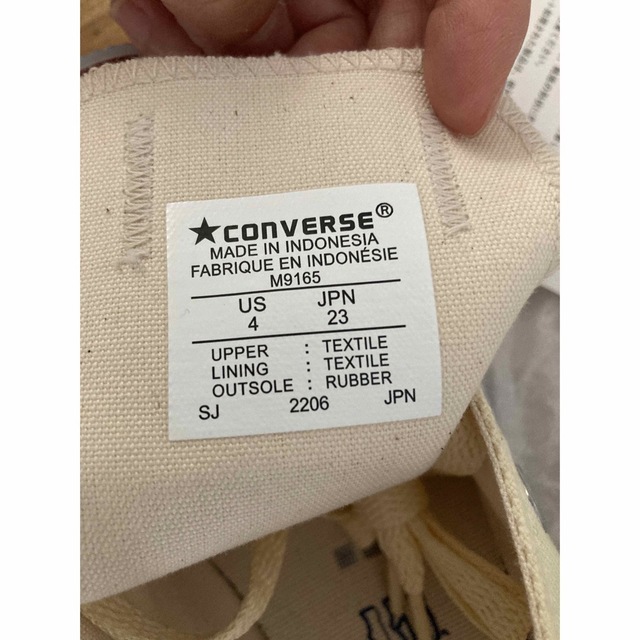 ★CONVERSE®
MADE IN INDONESIA
FABRIQUE EN INDONÉSIE
M9165
US JPN
4 23
UPPER : TEXTILE
LINING : TEXTILE
OUTSOLE : RUBBER
SJ 2206 JPN